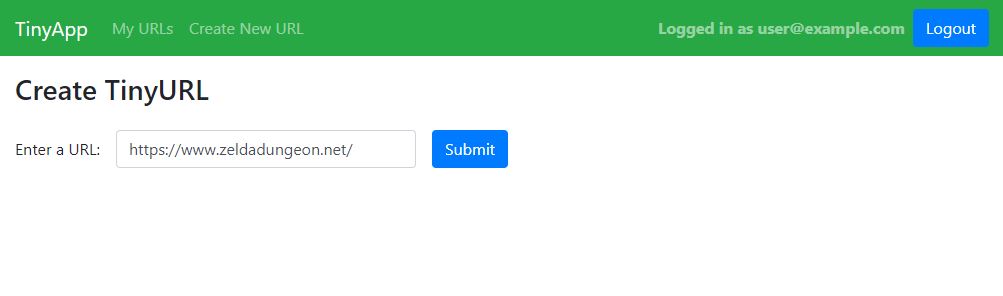 TinyApp My URLs Create New URL Logged in as user@example.com Logout
Create TinyURL
Enter a URL: https://www.zeldadungeon.net/ Submit